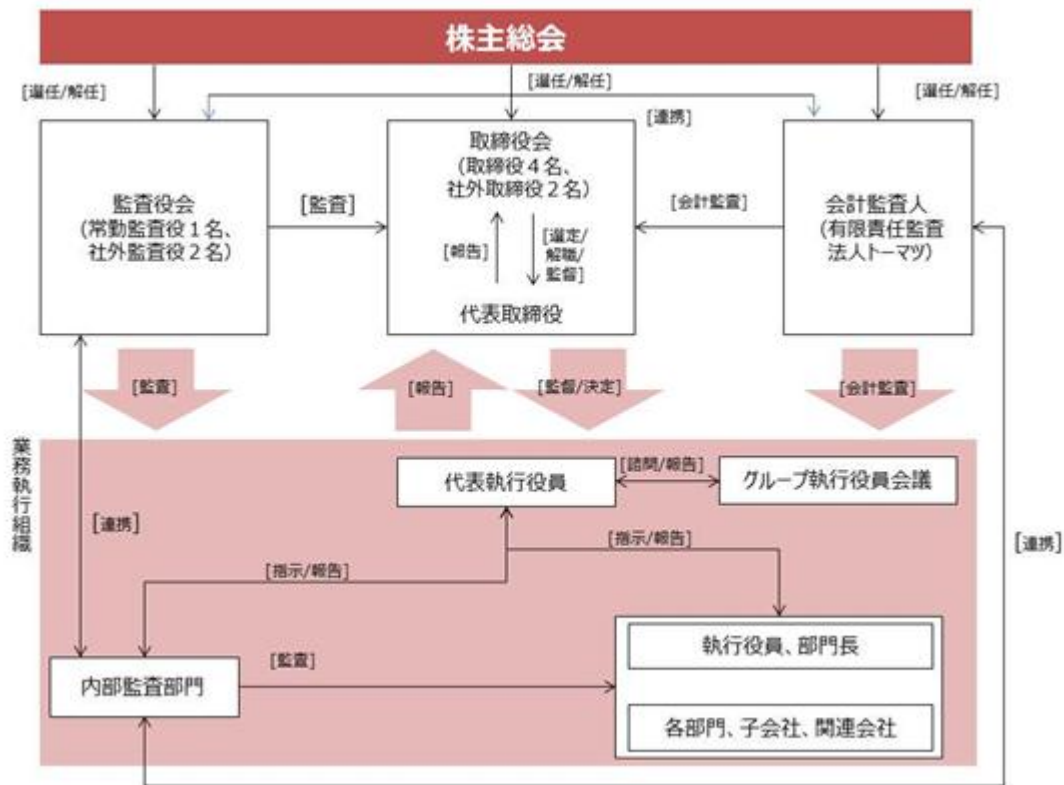 株主総会
[選任/解任]
[選任/解任]
[選任/解任]
[連携]
監査役会
(常勤監査役１名、
社外監査役２名)
[監査]
取締役会
(取締役４名、
社外取締役２名)
[報告]
[選定/
解職/
監督]
代表取締役
[会計監査]
会計監査人
(有限責任監査
法人トーマツ)
[監査]
[報告]
[監督/決定]
[会計監査]
業務執行組織
代表執行役員
[諮問/報告]
グループ執行役員会議
[連携]
[指示/報告]
[指示/報告]
[連携]
執行役員、部門長
内部監査部門
[監査]
各部門、子会社、関連会社